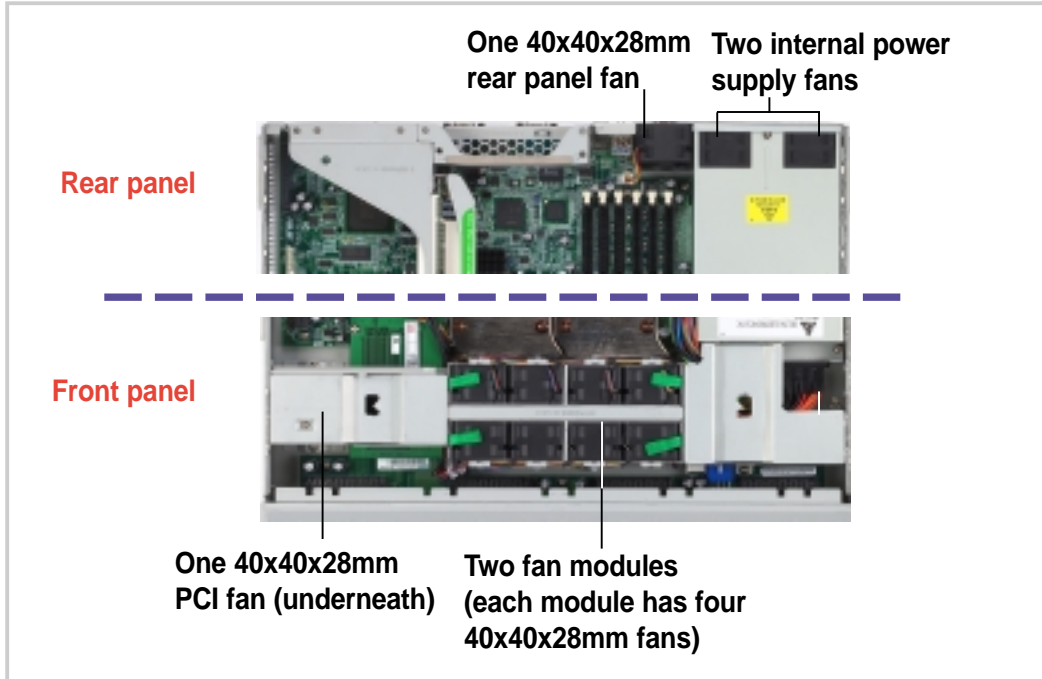 One 40x40x28mm
rear panel fan
Two internal power
supply fans
Rear panel
Front panel
One 40x40x28mm
PCI fan (underneath)
Two fan modules
(each module has four
40x40x28mm fans)